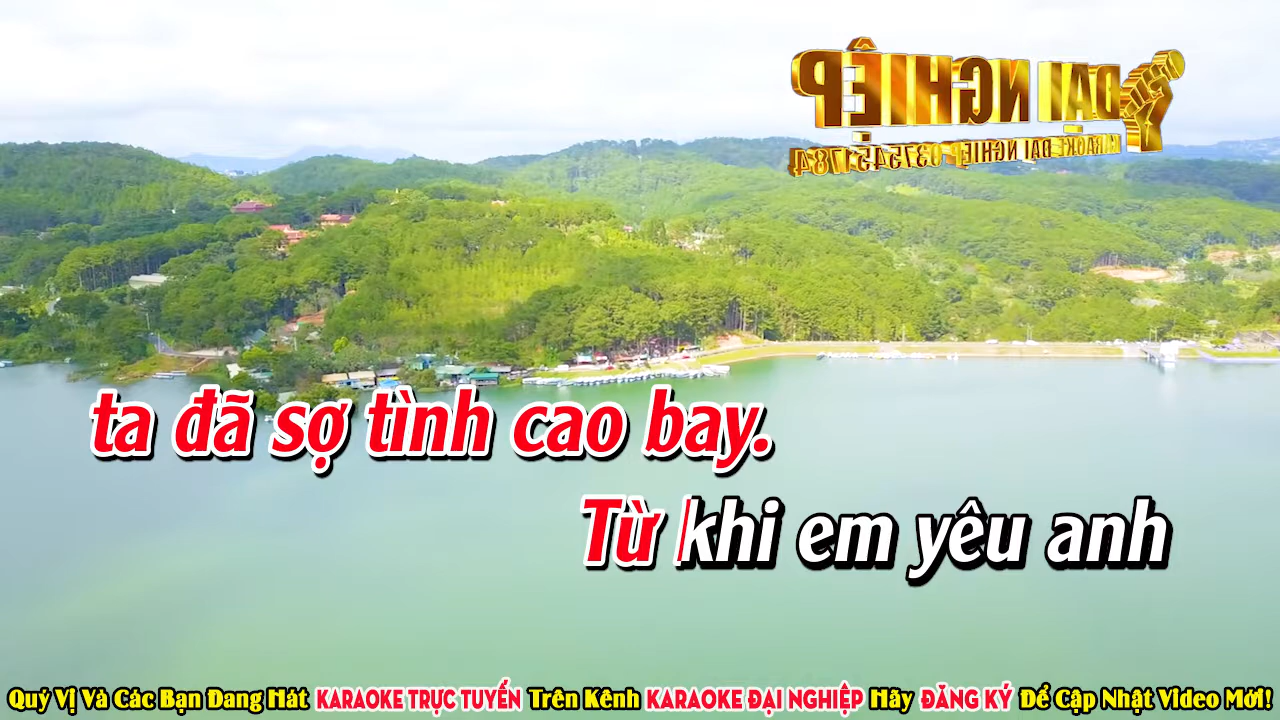 ĐẠI NGHIỆP
KARAOKE ĐẠI NGHIỆP 0375451784
ta đã sợ tình cao bay.
Từ khi em yêu anh
Quý Vị Và Các Bạn Đang Hát KARAOKE TRỰC TUYẾN Trên Kênh KARAOKE ĐẠI NGHIỆP Hãy ĐĂNG KÝ Để Cập Nhật Video Mới!